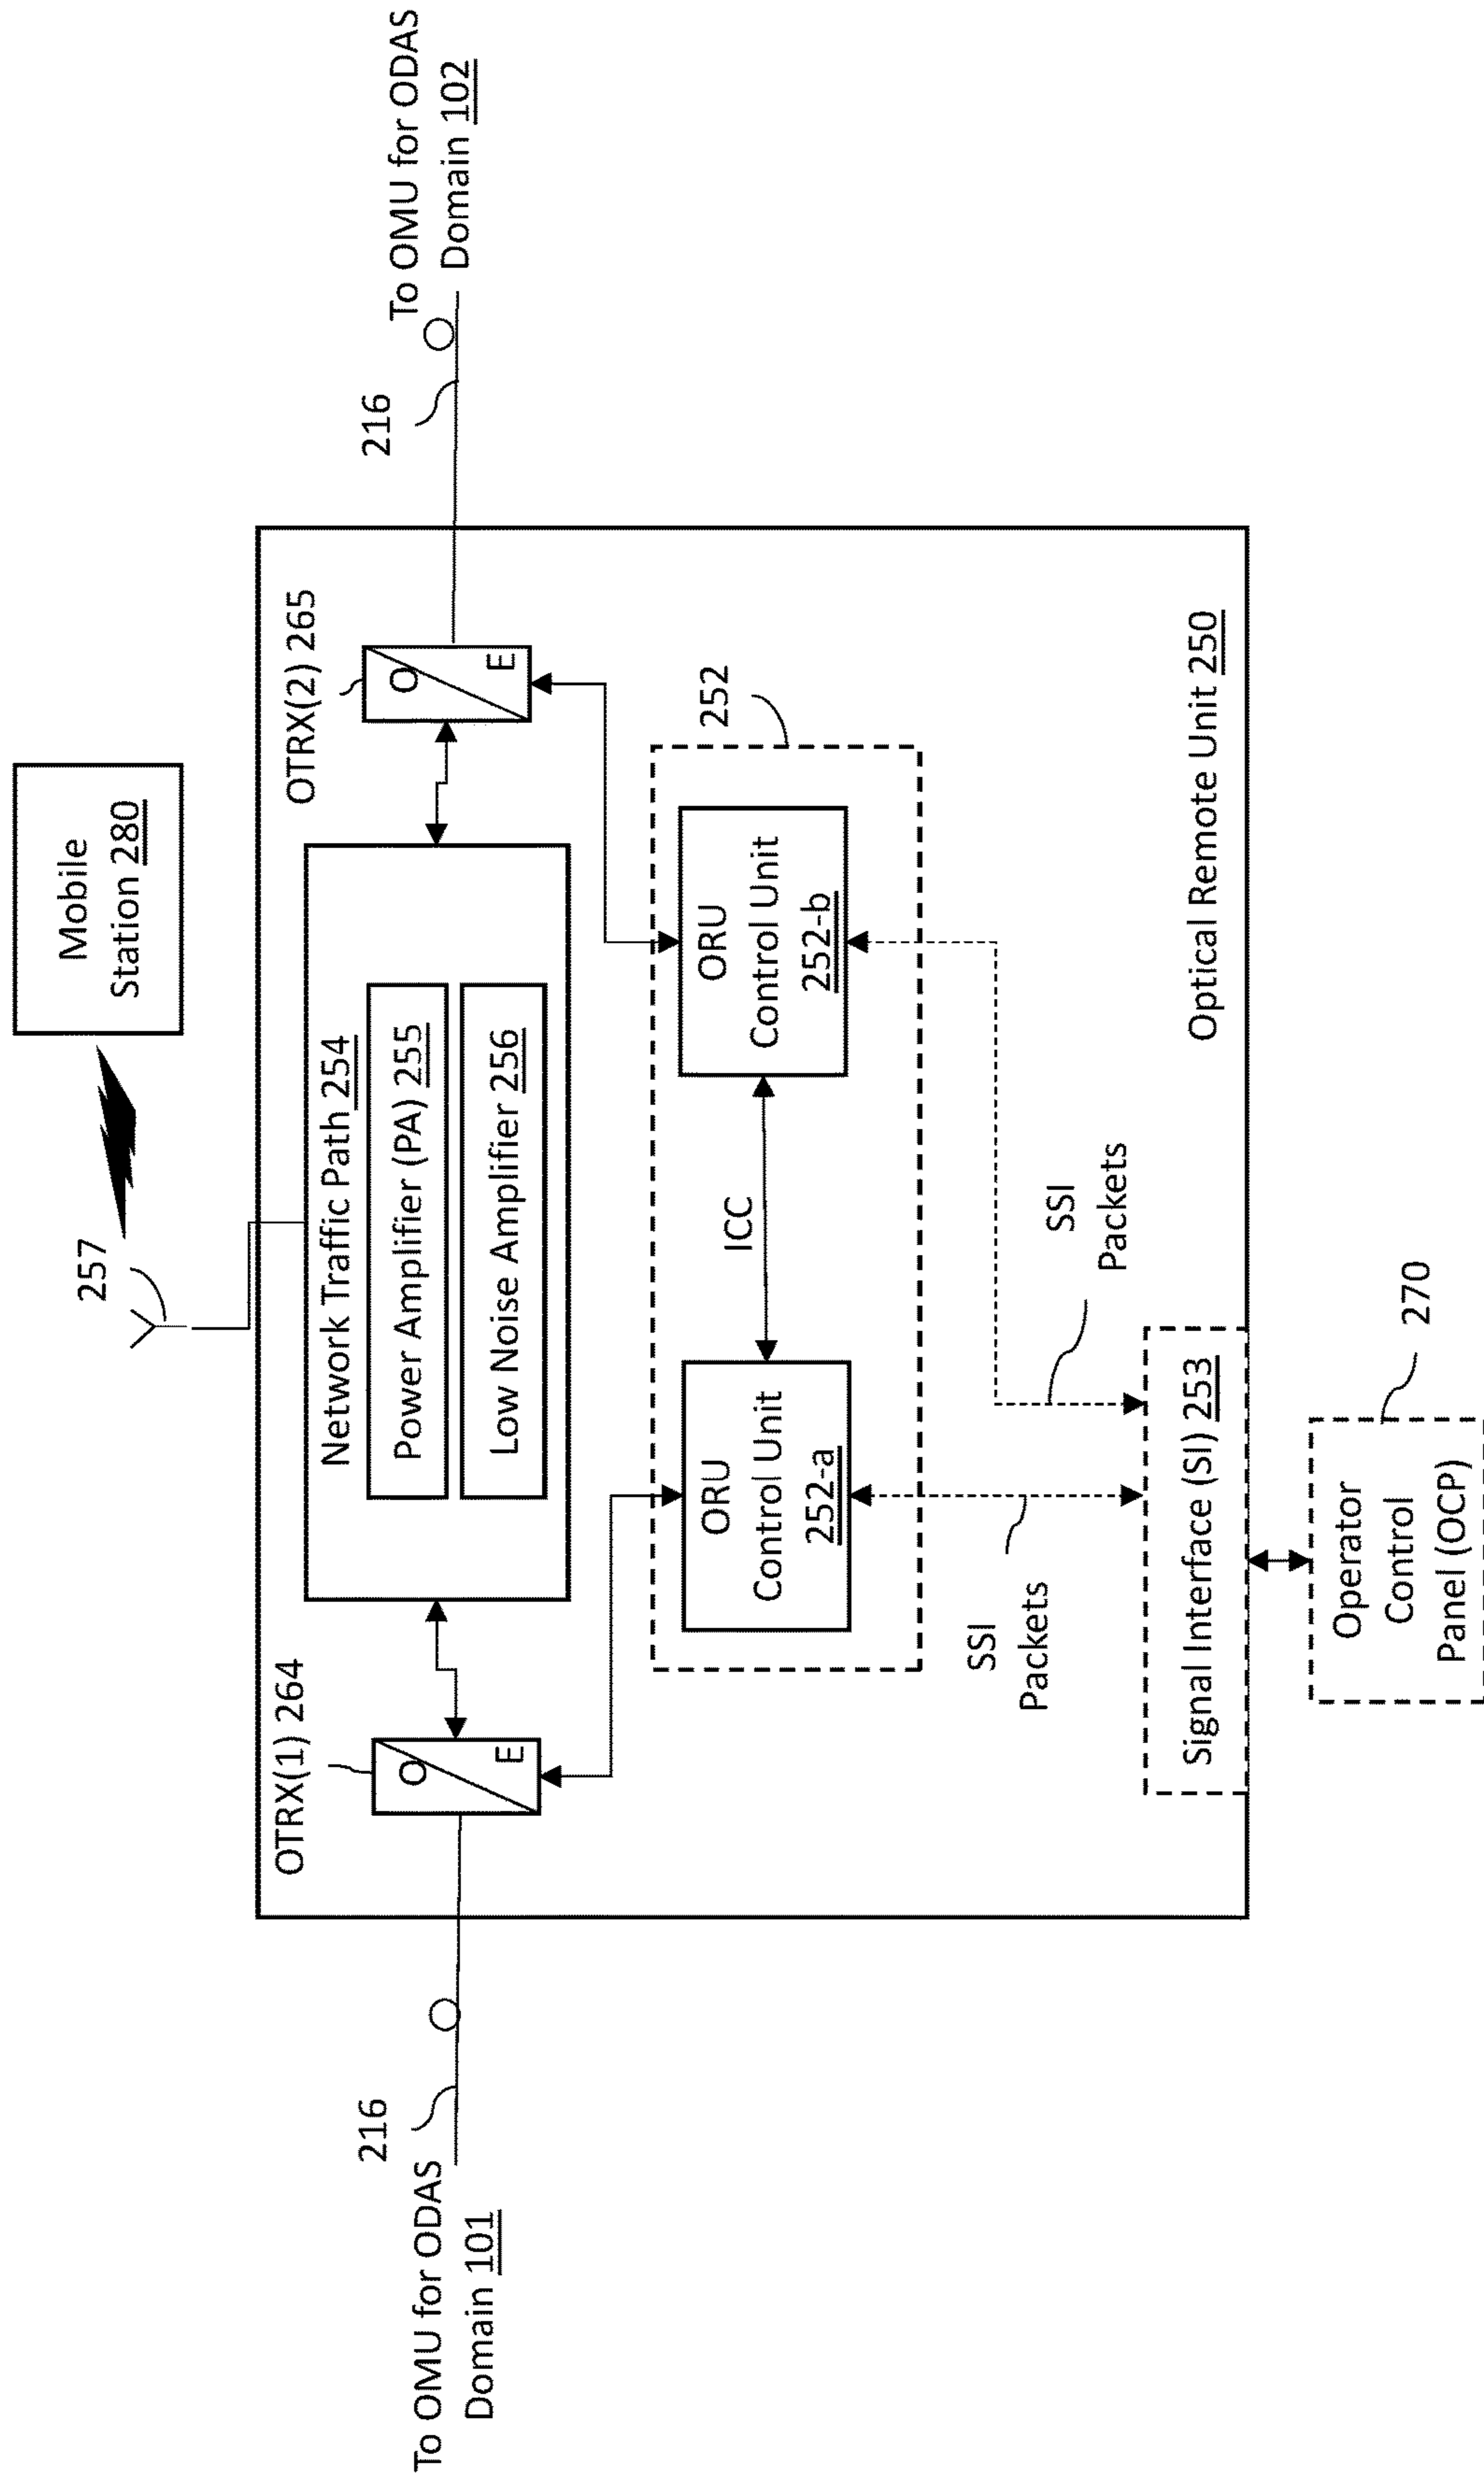 Mobile
Station 280
257
OTRX(1) 264
Network Traffic Path 254
OTRX(2) 265
O
E
Power Amplifier (PA) 255
Low Noise Amplifier 256
O
E
216
To OMU for ODAS
Domain 101
216
To OMU for ODAS
Domain 102
252
ORU
Control Unit
252-a
ICC
ORU
Control Unit
252-b
SSI
Packets
SSI
Packets
Signal Interface (SI) 253
Optical Remote Unit 250
Operator
Control
Panel (OCP)
270